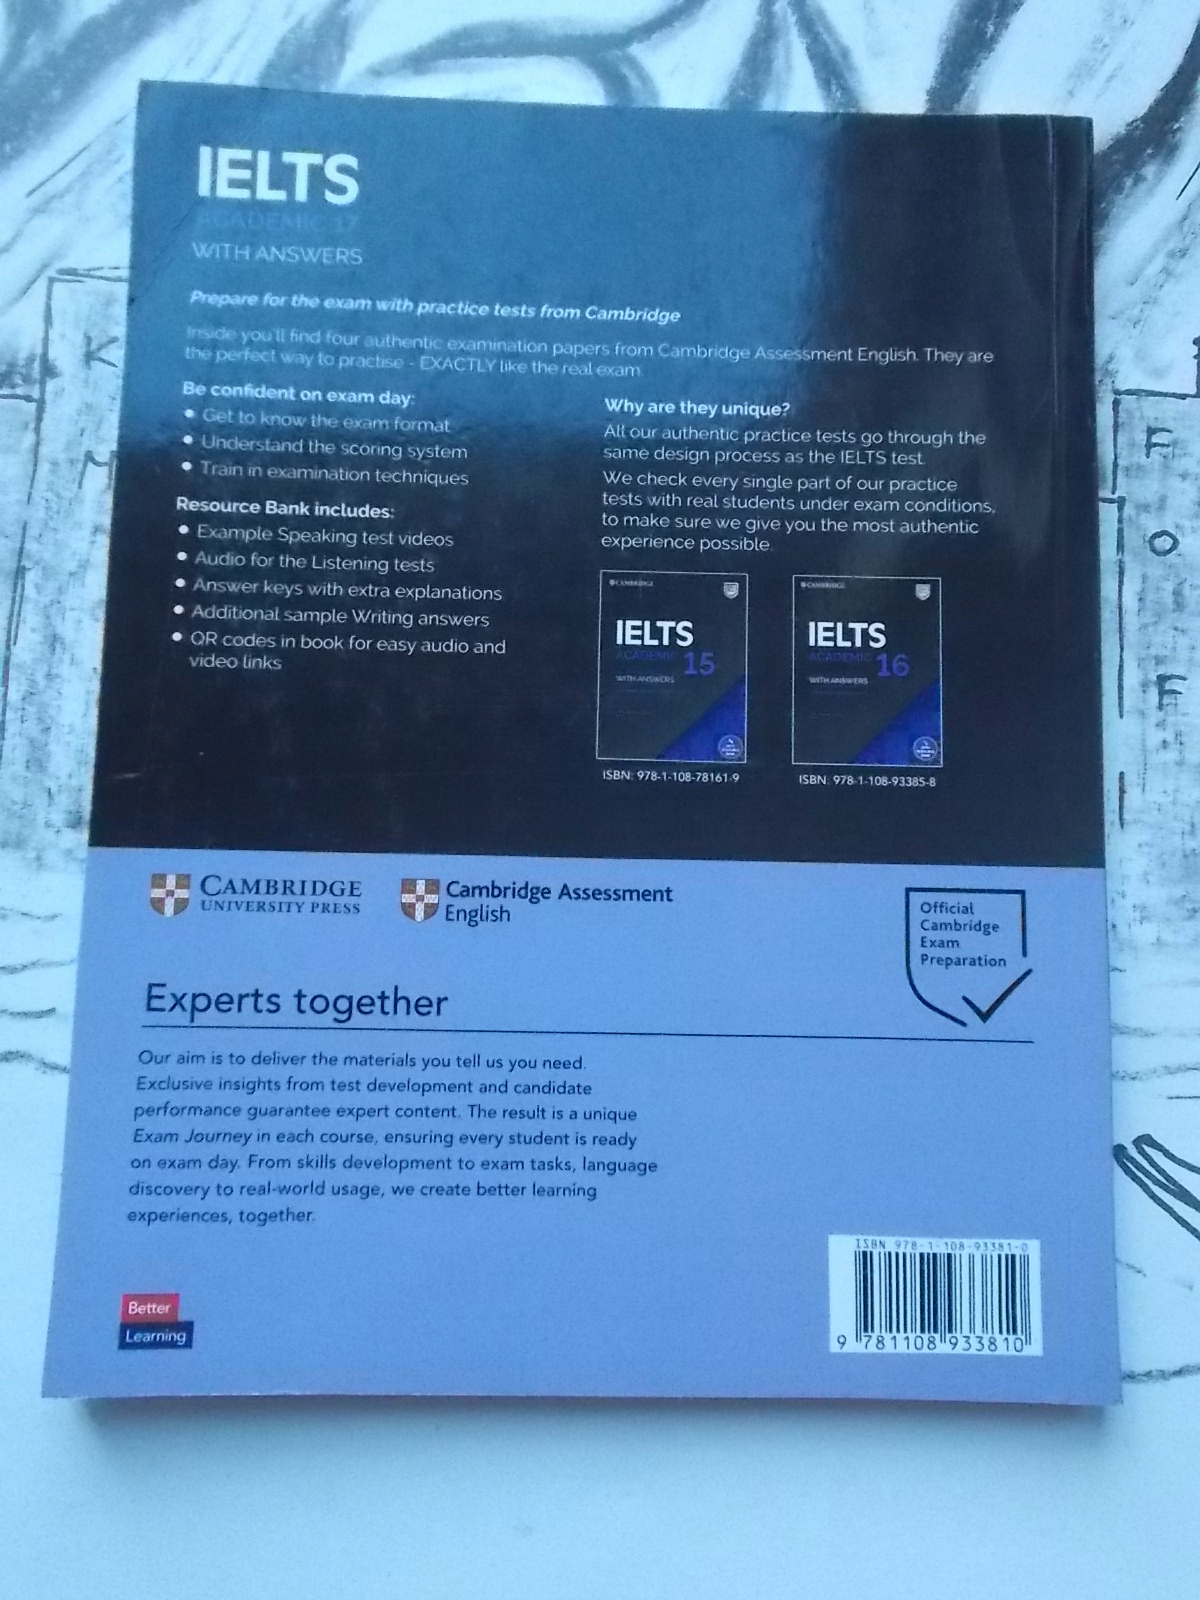 IELTS
ACADEMIC 17
WITH ANSWERS
Prepare for the exam with practice tests from Cambridge
Inside you'll find four authentic examination papers from Cambridge Assessment English. They are
the perfect way to practise - EXACTLY like the real exam.
Be confident on exam day:
• Get to know the exam format
• Understand the scoring system
• Train in examination techniques
Resource Bank includes:
• Example Speaking test videos
• Audio for the Listening tests
• Answer keys with extra explanations
• Additional sample Writing answers
• QR codes in book for easy audio and
video links
Why are they unique?
All our authentic practice tests go through the
same design process as the IELTS test.
We check every single part of our practice
tests with real students under exam conditions,
to make sure we give you the most authentic
experience possible.
CAMBRIDGE
IELTS
ACADEMIC 15
WITH ANSWERS
ISBN: 978-1-108-78161-9
CAMBRIDGE
IELTS
ACADEMIC 16
WITH ANSWERS
ISBN: 978-1-108-93385-8
CAMBRIDGE
UNIVERSITY PRESS
Cambridge Assessment
English
Official
Cambridge
Exam
Preparation
Experts together
Our aim is to deliver the materials you tell us you need.
Exclusive insights from test development and candidate
performance guarantee expert content. The result is a unique
Exam Journey in each course, ensuring every student is ready
on exam day. From skills development to exam tasks, language
discovery to real-world usage, we create better learning
experiences, together.
Better
Learning
ISBN 978-1-108-93381-0
9 781108 933810
K
M
F
O
F